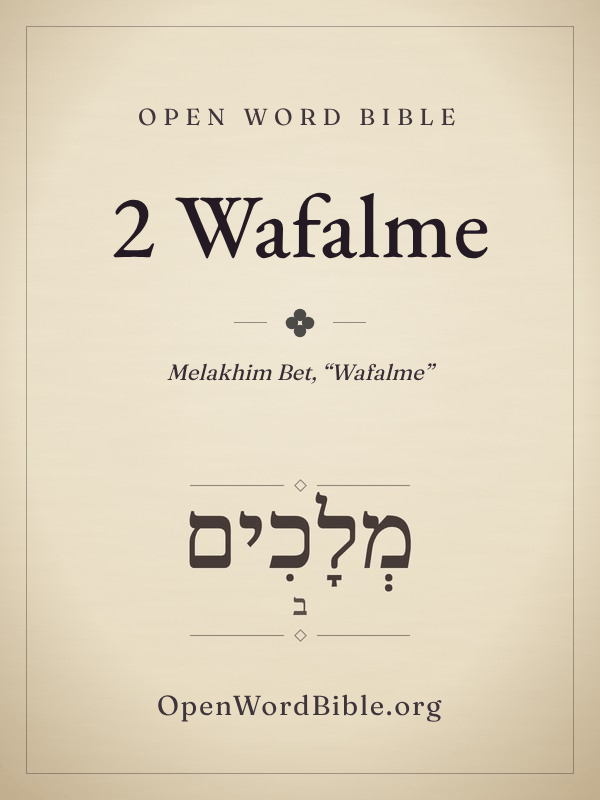 OPEN WORD BIBLE
2 Wafalme
Melakhim Bet, “Wafalme”
מְלָכִים
ב
OpenWordBible.org